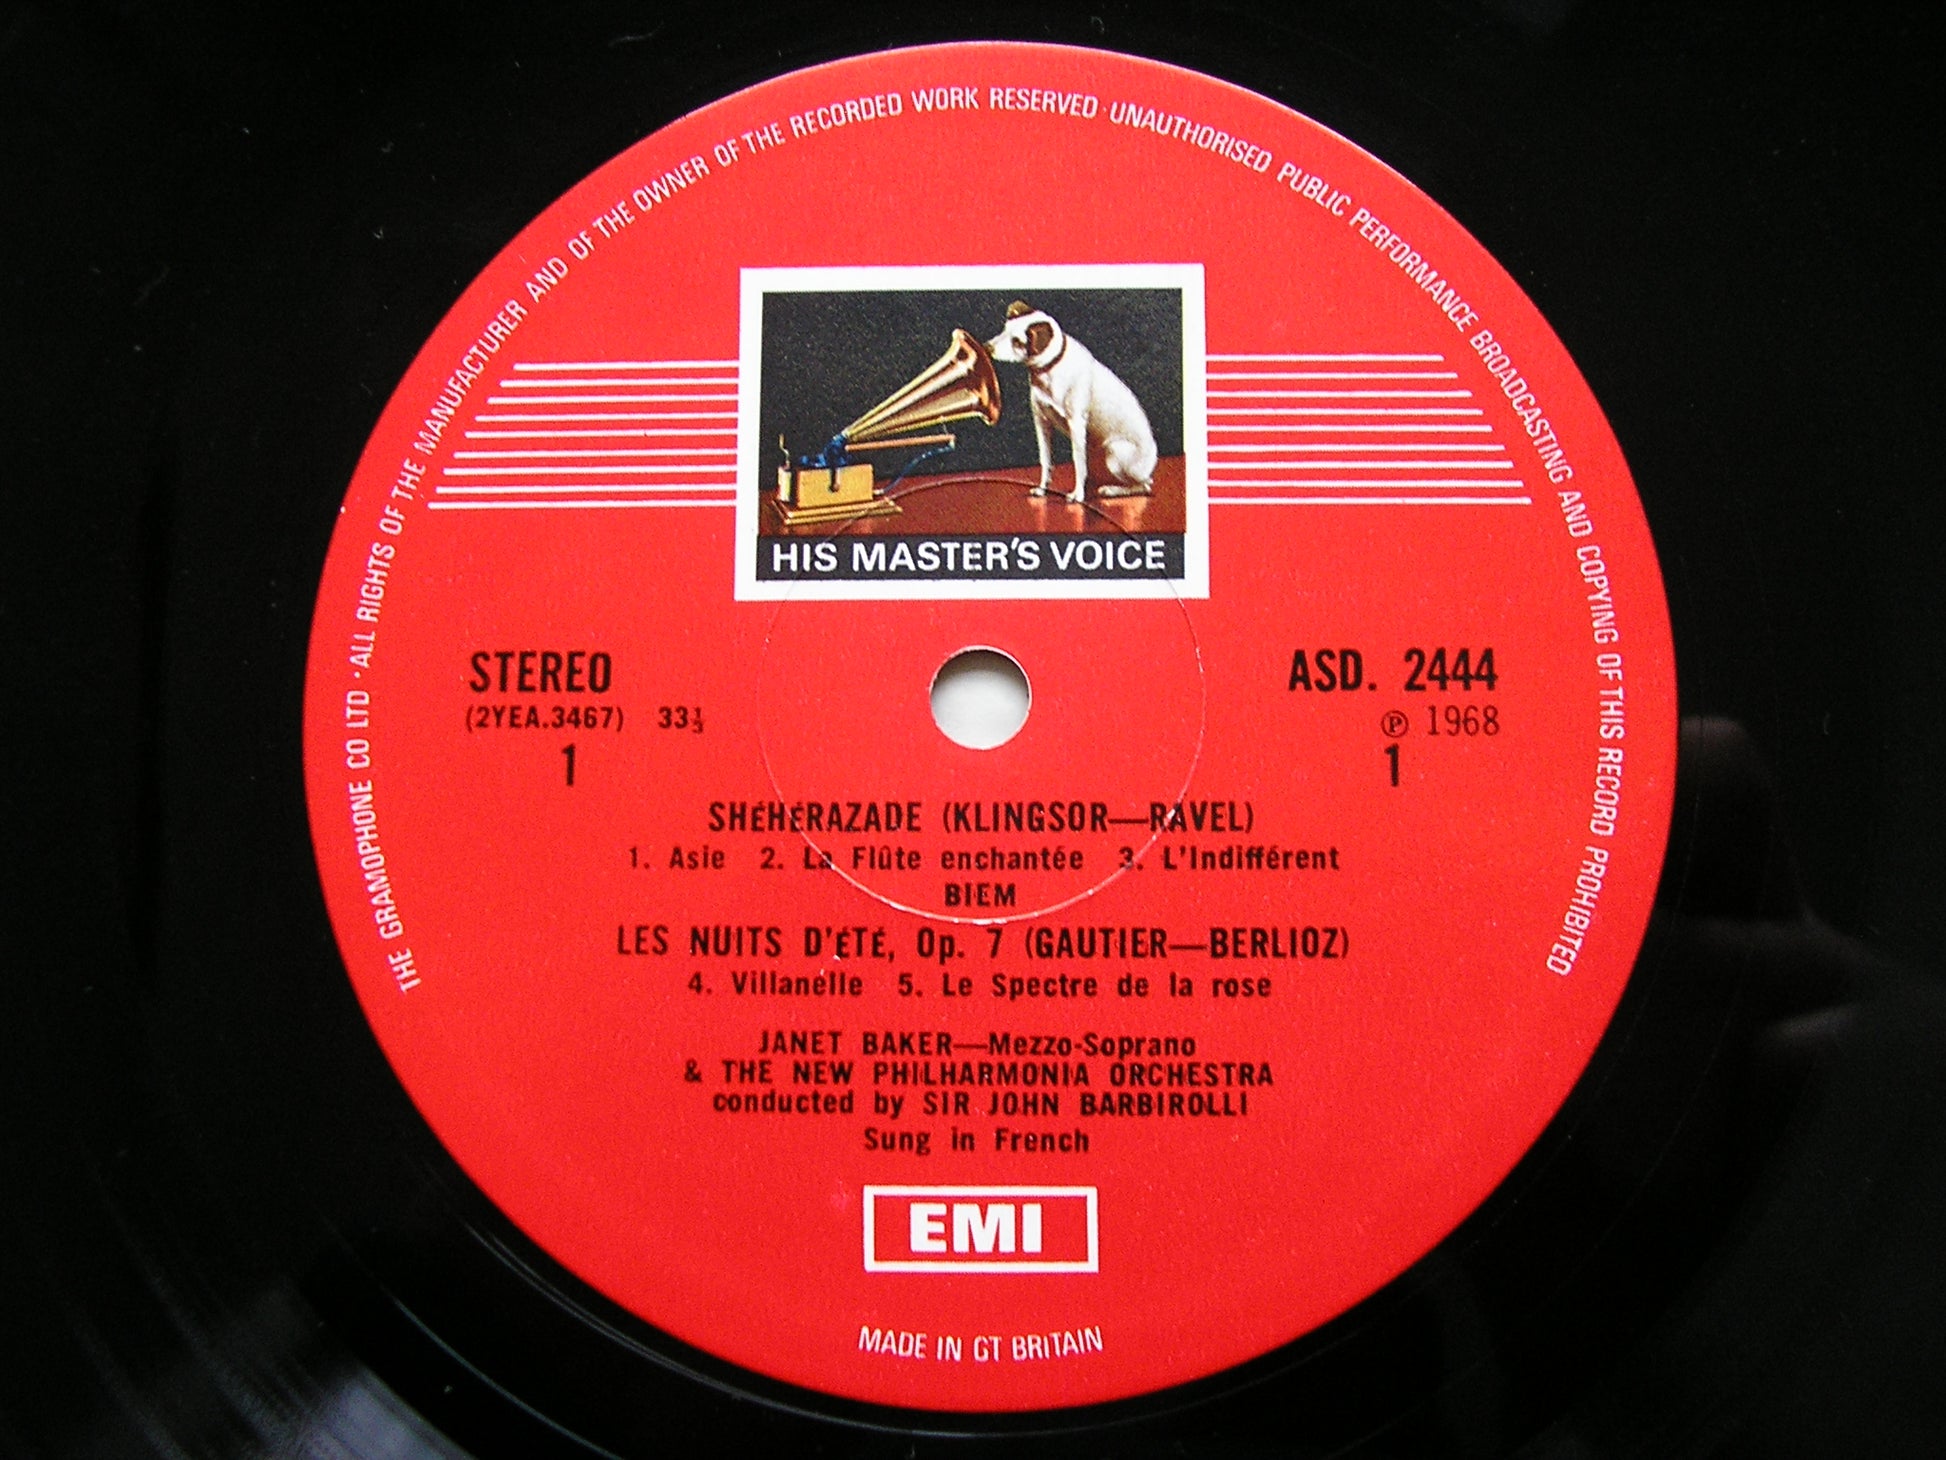 THE GRAMOPHONE CO LTD · ALL RIGHTS OF THE MANUFACTURER AND OF THE OWNER OF THE RECORDED WORK RESERVED · UNAUTHORISED PUBLIC PERFORMANCE BROADCASTING AND COPYING OF THIS RECORD PROHIBITED
HIS MASTER'S VOICE
STEREO ASD. 2444
(2YEA.3467) 33⅓ ℗ 1968
1 1
SHÉHÉRAZADE (KLINGSOR—RAVEL)
1. Asie 2. La Flûte enchantée 3. L'Indifférent
BIEM
LES NUITS D'ÉTÉ, Op. 7 (GAUTIER—BERLIOZ)
4. Villanelle 5. Le Spectre de la rose
JANET BAKER—Mezzo-Soprano
& THE NEW PHILHARMONIA ORCHESTRA
conducted by SIR JOHN BARBIROLLI
Sung in French
EMI
MADE IN GT BRITAIN